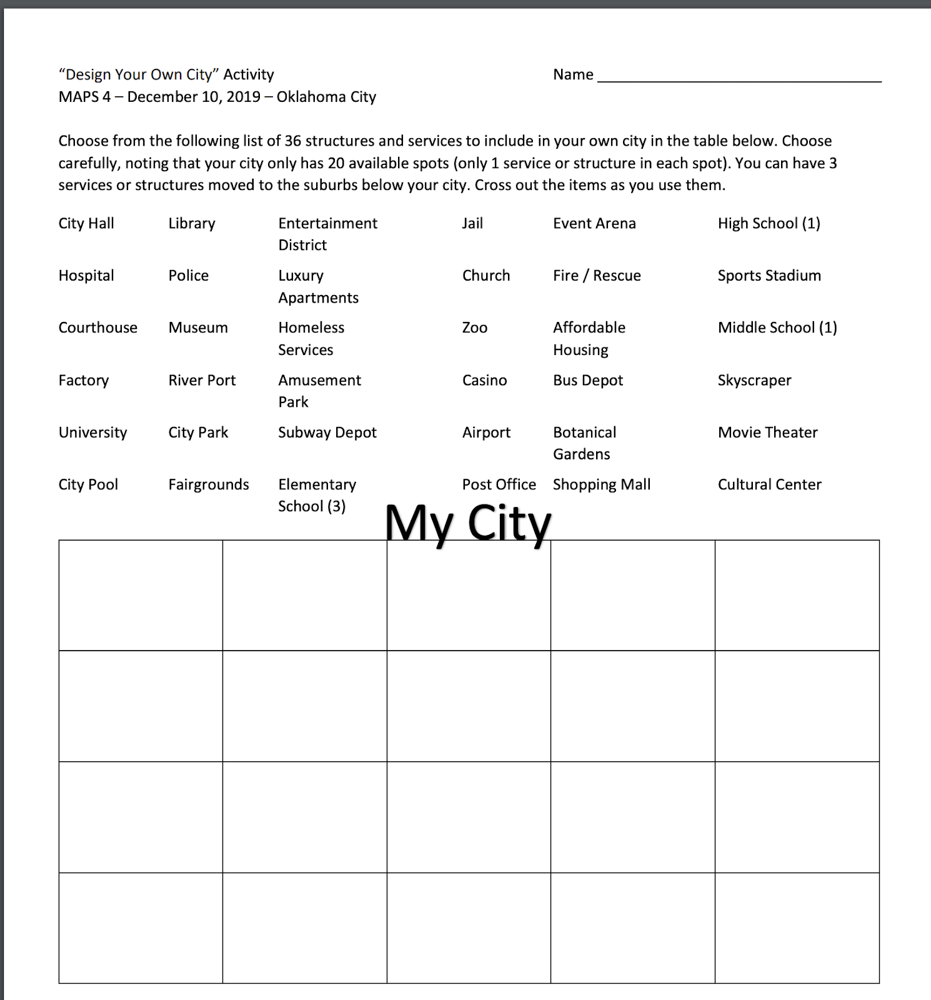 “Design Your Own City” Activity Name
MAPS 4 – December 10, 2019 – Oklahoma City
Choose from the following list of 36 structures and services to include in your own city in the table below. Choose
carefully, noting that your city only has 20 available spots (only 1 service or structure in each spot). You can have 3
services or structures moved to the suburbs below your city. Cross out the items as you use them.
City Hall Library Entertainment Jail Event Arena High School (1)
District
Hospital Police Luxury Church Fire / Rescue Sports Stadium
Apartments
Courthouse Museum Homeless Zoo Affordable Middle School (1)
Services Housing
Factory River Port Amusement Casino Bus Depot Skyscraper
Park
University City Park Subway Depot Airport Botanical Movie Theater
Gardens
City Pool Fairgrounds Elementary Post Office Shopping Mall Cultural Center
School (3)
My City